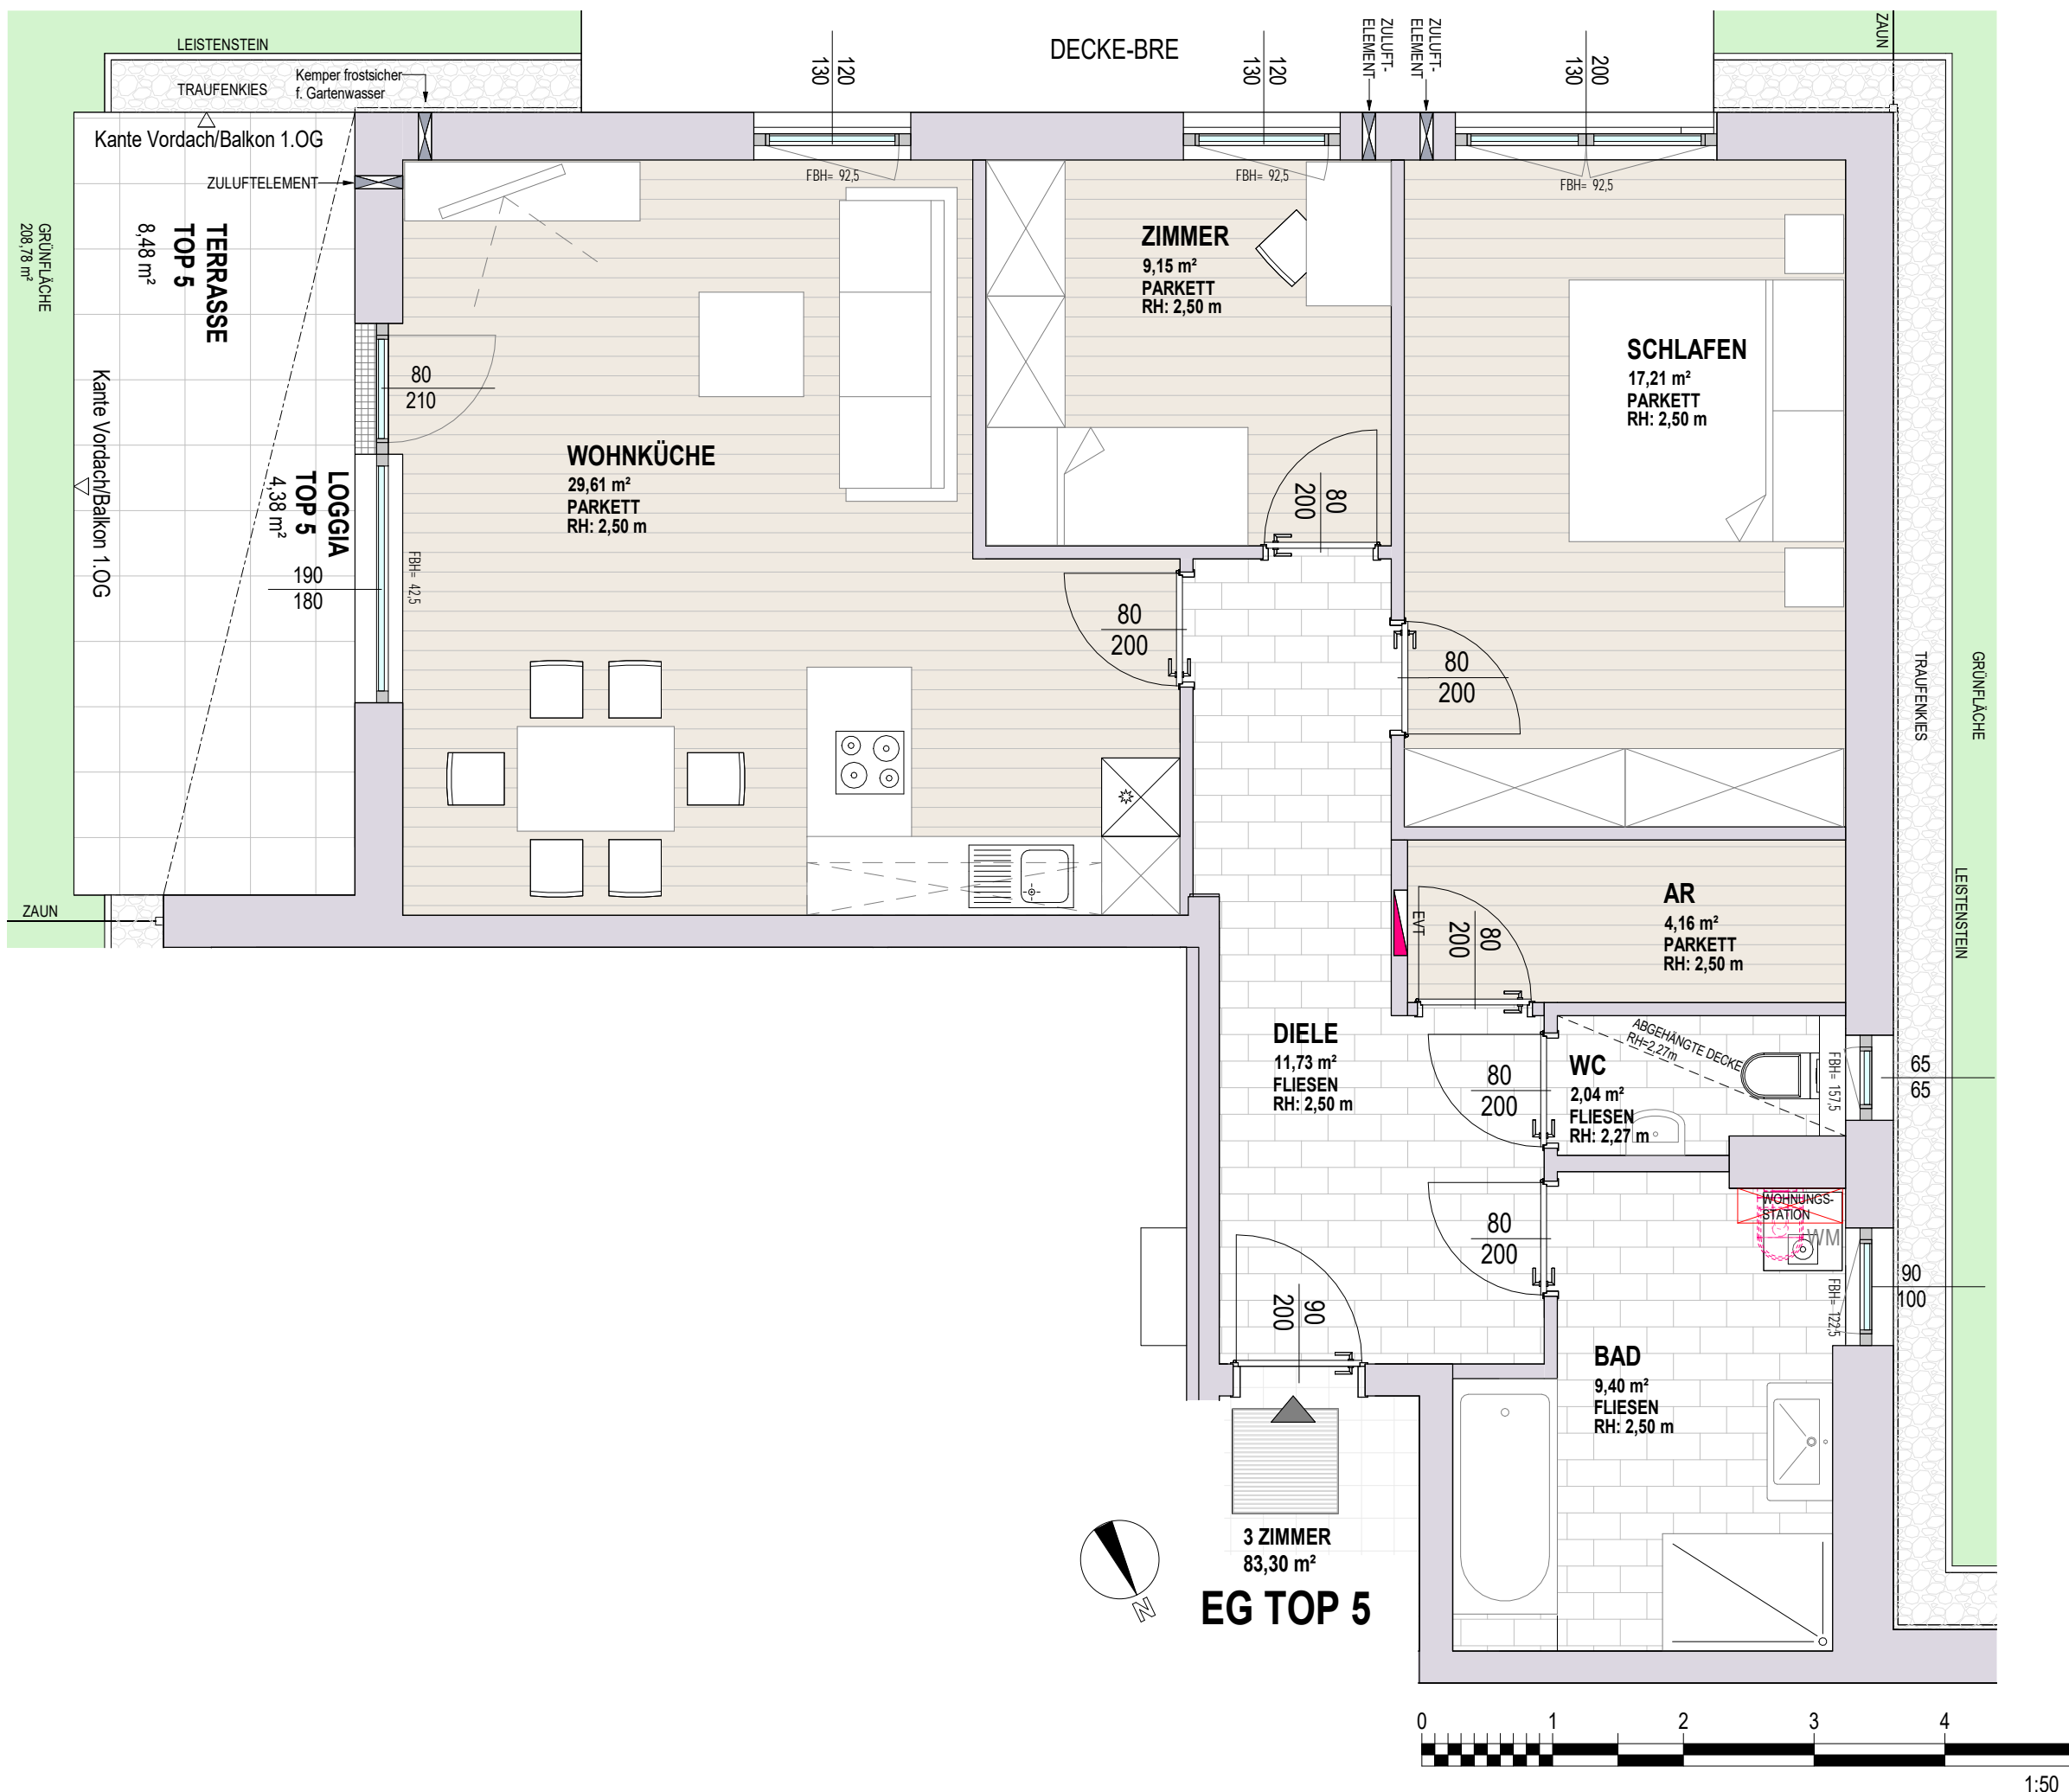 LEISTENSTEIN
TRAUFENKIES
Kemper frostsicher
f. Gartenwasser
Kante Vordach/Balkon 1.OG
ZULUFTELEMENT
DECKE-BRE
120
130
120
130
ZULUFT-
ELEMENT
ZULUFT-
ELEMENT
200
130
ZAUN
FBH= 92,5
FBH= 92,5
FBH= 92,5
GRÜNFLÄCHE
208,78 m²
TERRASSE
TOP 5
8,48 m²
Kante Vordach/Balkon 1.OG
LOGGIA
TOP 5
4,38 m²
190
180
FBH= 42,5
80
210
WOHNKÜCHE
29,61 m²
PARKETT
RH: 2,50 m
ZIMMER
9,15 m²
PARKETT
RH: 2,50 m
80
200
SCHLAFEN
17,21 m²
PARKETT
RH: 2,50 m
80
200
80
200
TRAUFENKIES
GRÜNFLÄCHE
LEISTENSTEIN
ZAUN
EVT
80
200
AR
4,16 m²
PARKETT
RH: 2,50 m
DIELE
11,73 m²
FLIESEN
RH: 2,50 m
80
200
ABGEHÄNGTE DECKE
RH=2,27m
WC
2,04 m²
FLIESEN
RH: 2,27 m
FBH= 157,5
65
65
80
200
WOHNUNGS-
STATION
WM
FBH= 122,5
90
100
90
200
BAD
9,40 m²
FLIESEN
RH: 2,50 m
3 ZIMMER
83,30 m²
EG TOP 5
N
0 1 2 3 4
1:50